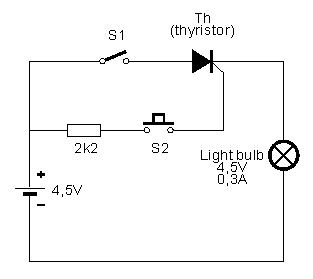 Th
(thyristor)
S1
2k2
S2
Light bulb
4,5V
0,3A
+
4,5V
−